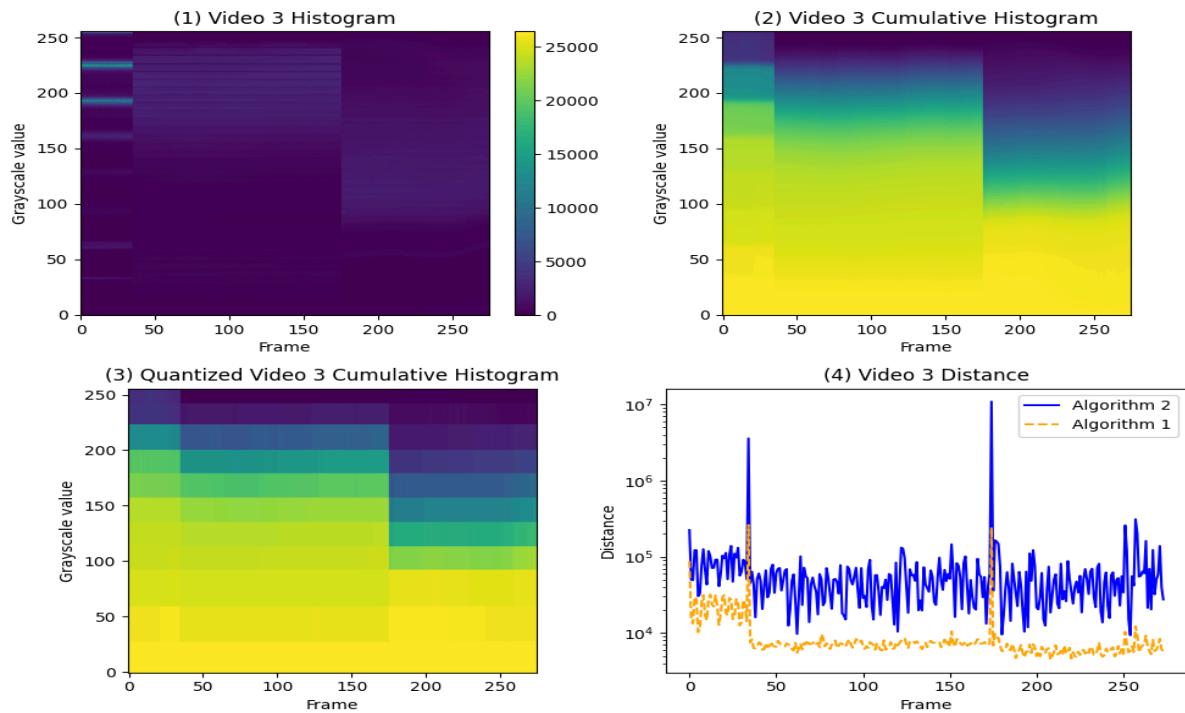 (1) Video 3 Histogram
250
200
150
100
50
0
Grayscale value
0 50 100 150 200 250
Frame
25000
20000
15000
10000
5000
0
(2) Video 3 Cumulative Histogram
250
200
150
100
50
0
Grayscale value
0 50 100 150 200 250
Frame
(3) Quantized Video 3 Cumulative Histogram
250
200
150
100
50
0
Grayscale value
0 50 100 150 200 250
Frame
(4) Video 3 Distance
10⁷
10⁶
10⁵
10⁴
Distance
Algorithm 2
Algorithm 1
0 50 100 150 200 250
Frame